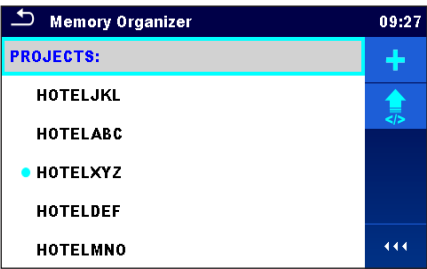 Memory Organizer 09:27
PROJECTS:
HOTELJKL
HOTELABC
</>
HOTELXYZ
HOTELDEF
HOTELMNO